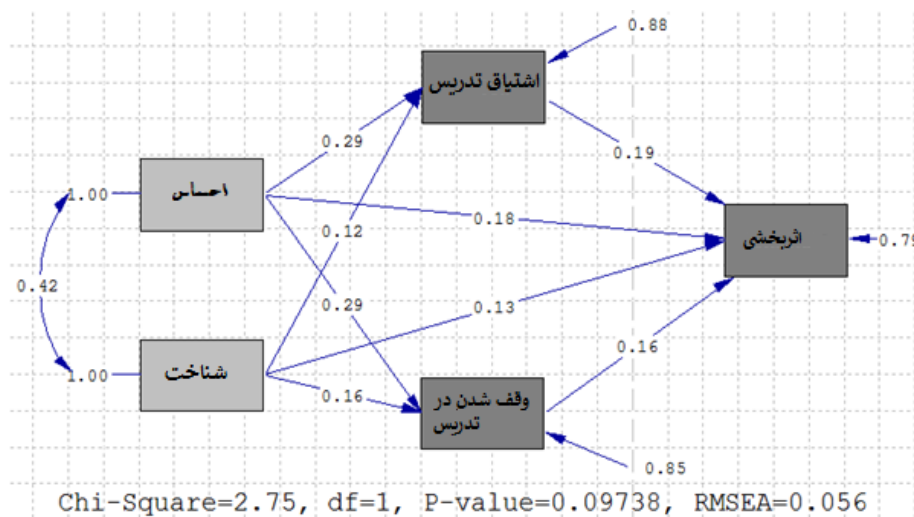 0.88
اشتیاق تدریس
0.29
0.19
احساس
1.00
0.18
0.12
اثربخشی
0.79
0.42
0.29
0.13
شناخت
1.00
0.16
0.16
وقف شدن در
تدریس
0.85
Chi-Square=2.75, df=1, P-value=0.09738, RMSEA=0.056